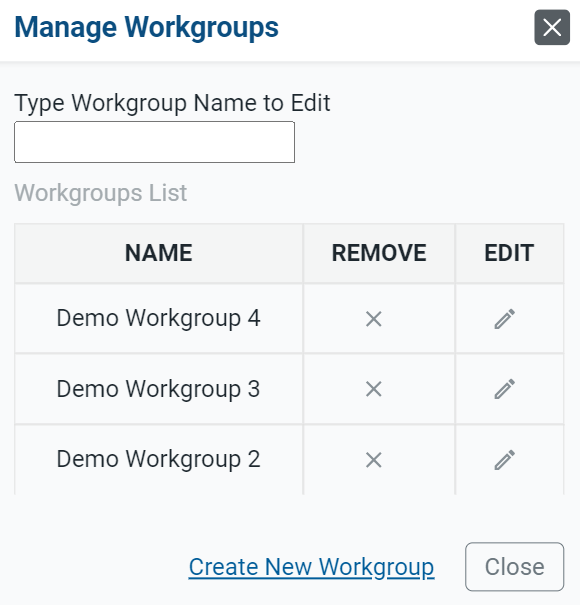 Manage Workgroups
Type Workgroup Name to Edit
Workgroups List
NAME REMOVE EDIT
Demo Workgroup 4
Demo Workgroup 3
Demo Workgroup 2
Create New Workgroup Close